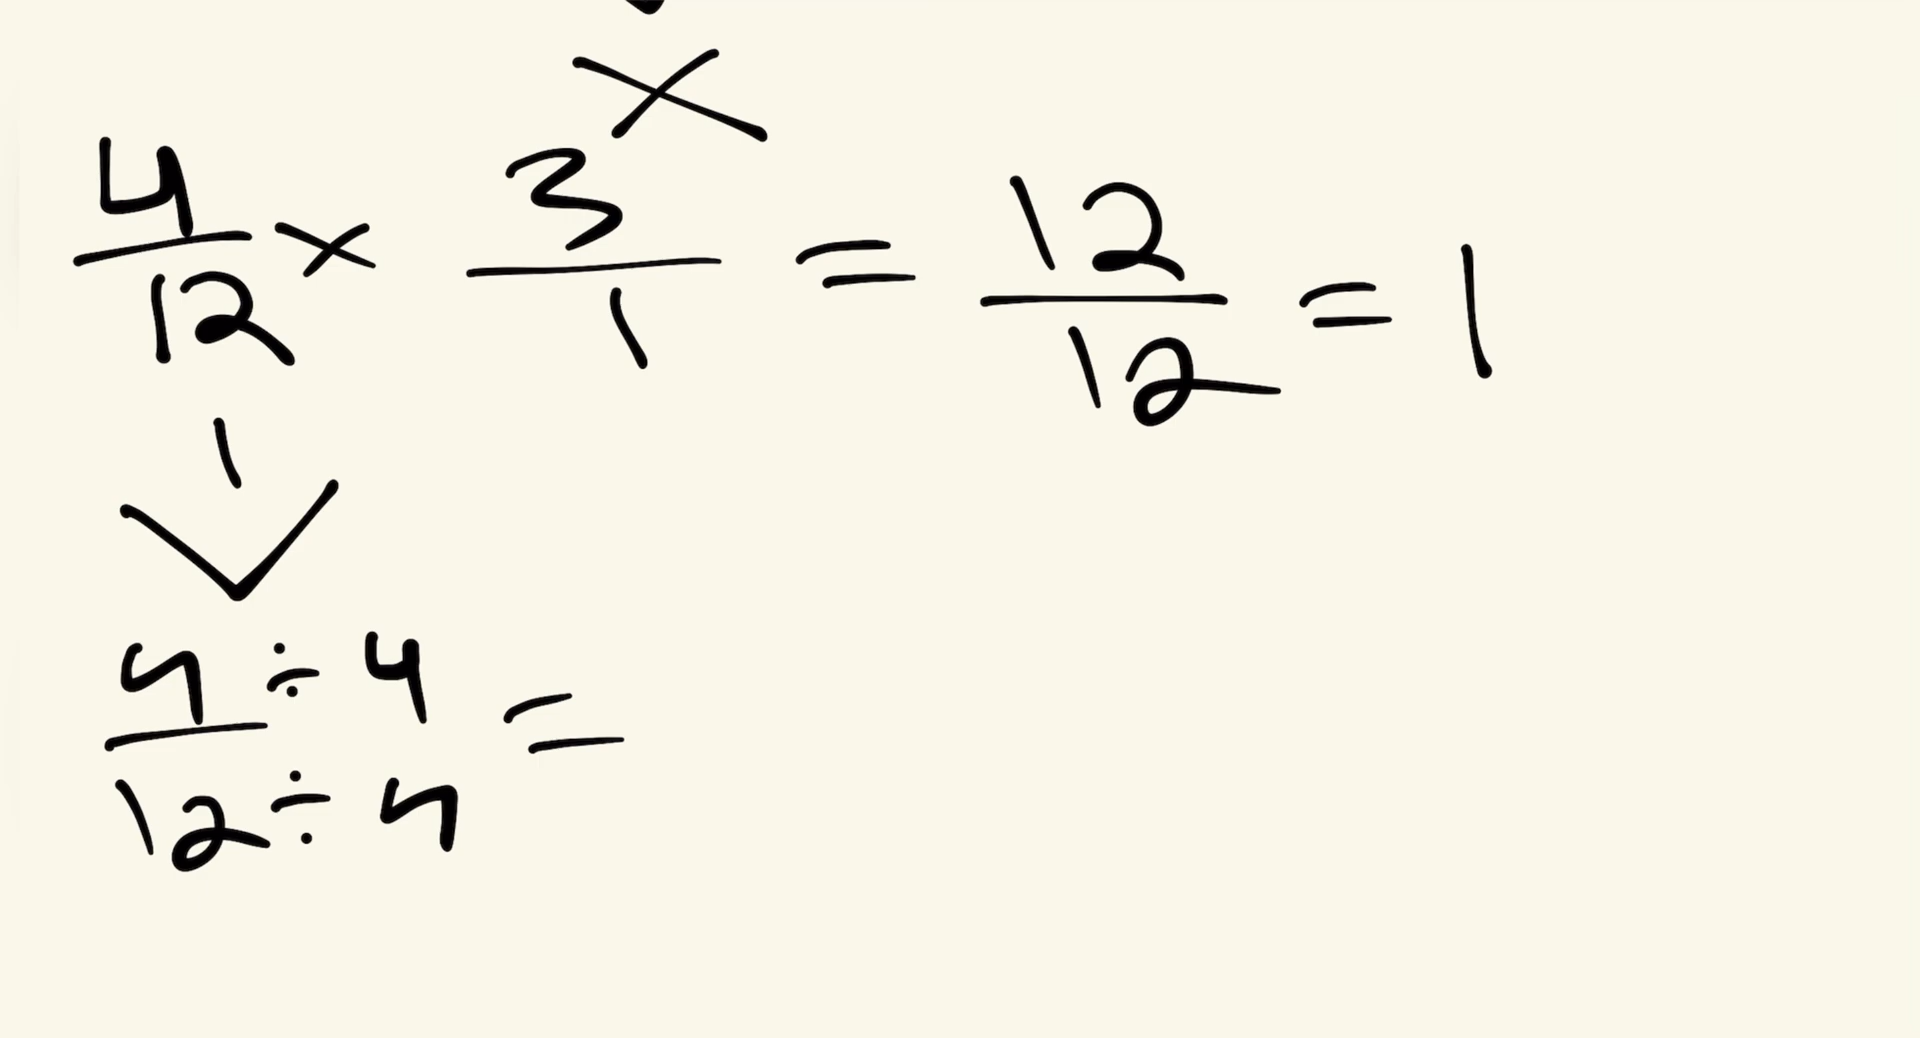 ×
4/12 × 3/1 = 12/12 = 1
4 ÷ 4 / 12 ÷ 4 =